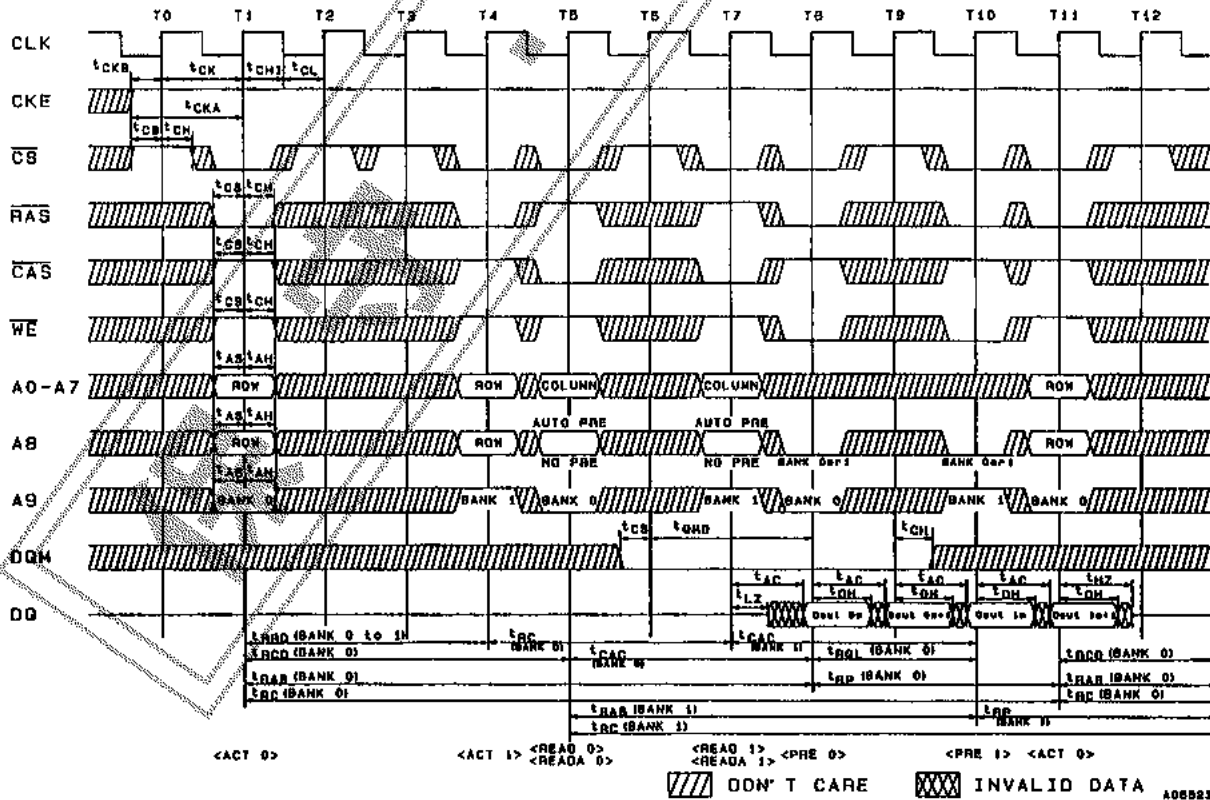 T0 T1 T2 T3 T4 T5 T6 T7 T8 T9 T10 T11 T12
CLK
tCKS tCK tCHI tCL
CKE
tCKA
tCS tCH
CS
tCS tCH
RAS
tCS tCH
CAS
tCS tCH
WE
tAS tAH
A0-A7 ROW ROW COLUMN COLUMN ROW
tAS tAH AUTO PRE AUTO PRE
A8 ROW ROW ROW
NO PRE NO PRE BANK 0or1 BANK 0or1
tAS tAH
A9 BANK 0 BANK 1 BANK 0 BANK 1 BANK 0 BANK 1 BANK 0
tCS tQMD tCH
DQM
tAC tAC tAC tAC tHZ
tLZ tOH tOH tOH tOH
DQ Dout Dout Dout Dout
tRRD (BANK 0 to 1) tRC (BANK 0) tCAC (BANK 1)
tRCD (BANK 0) tCAC (BANK 0) tRQL (BANK 0) tRCD (BANK 0)
tRAS (BANK 0) tRP (BANK 0) tRAS (BANK 0)
tRC (BANK 0) tRC (BANK 0)
tRAS (BANK 1) tRP (BANK 1)
tRC (BANK 1)
<ACT 0> <ACT 1> <READ 0> <READ 1> <PRE 0> <PRE 1> <ACT 0>
<READA 0> <READA 1>
DON'T CARE INVALID DATA